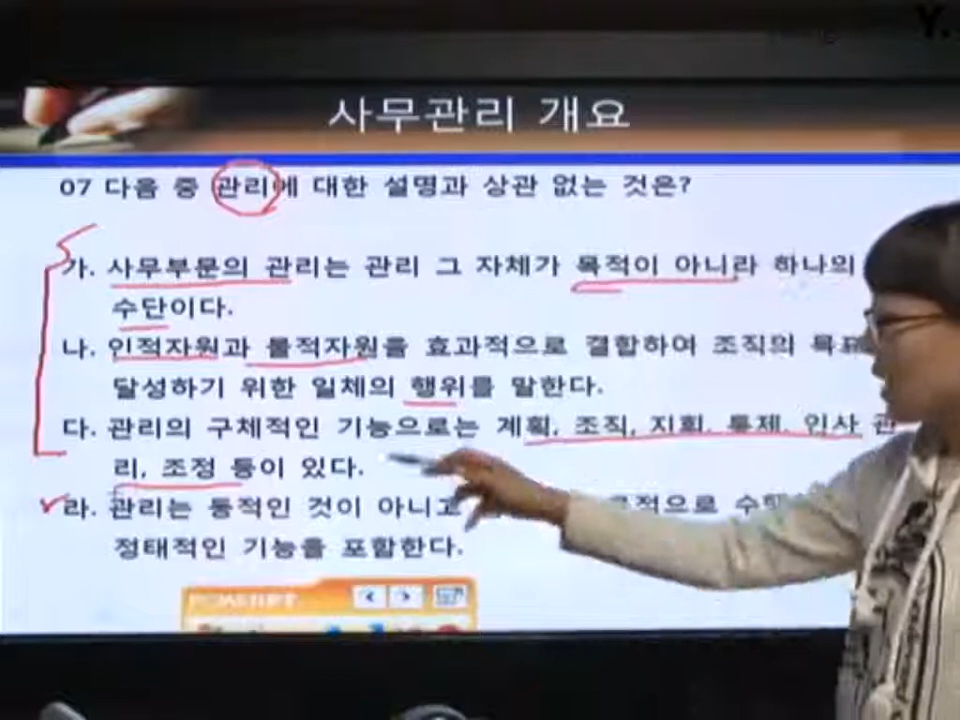 Y.
사무관리 개요
07 다음 중 관리에 대한 설명과 상관 없는 것은?
가. 사무부문의 관리는 관리 그 자체가 목적이 아니라 하나의
수단이다.
나. 인적자원과 물적자원을 효과적으로 결합하여 조직의 목표
달성하기 위한 일체의 행위를 말한다.
다. 관리의 구체적인 기능으로는 계획, 조직, 지휘, 통제, 인사 관
리, 조정 등이 있다.
라. 관리는 동적인 것이 아니고
정태적인 기능을 포함한다.